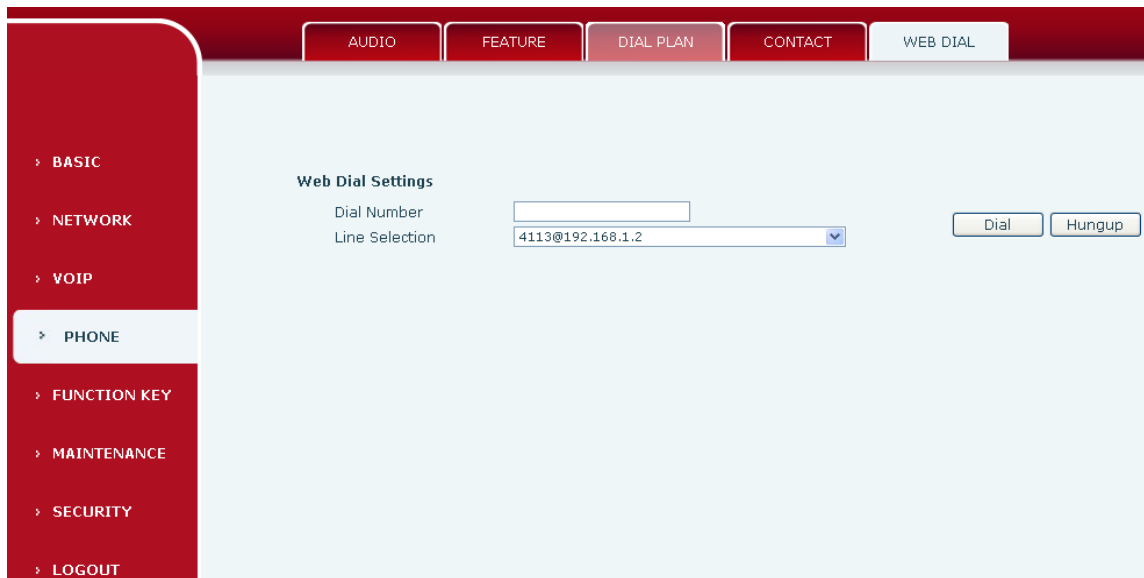 AUDIO FEATURE DIAL PLAN CONTACT WEB DIAL
› BASIC
› NETWORK
› VOIP
› PHONE
› FUNCTION KEY
› MAINTENANCE
› SECURITY
› LOGOUT
Web Dial Settings
Dial Number
Line Selection 4113@192.168.1.2
Dial Hungup